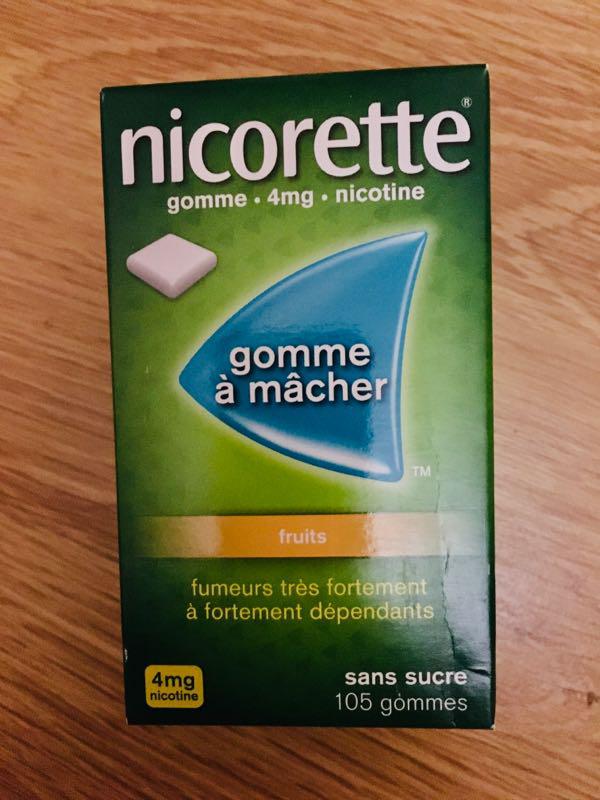 nicorette®
gomme • 4mg • nicotine
gomme
à mâcher
TM
fruits
fumeurs très fortement
à fortement dépendants
4mg
nicotine
sans sucre
105 gommes